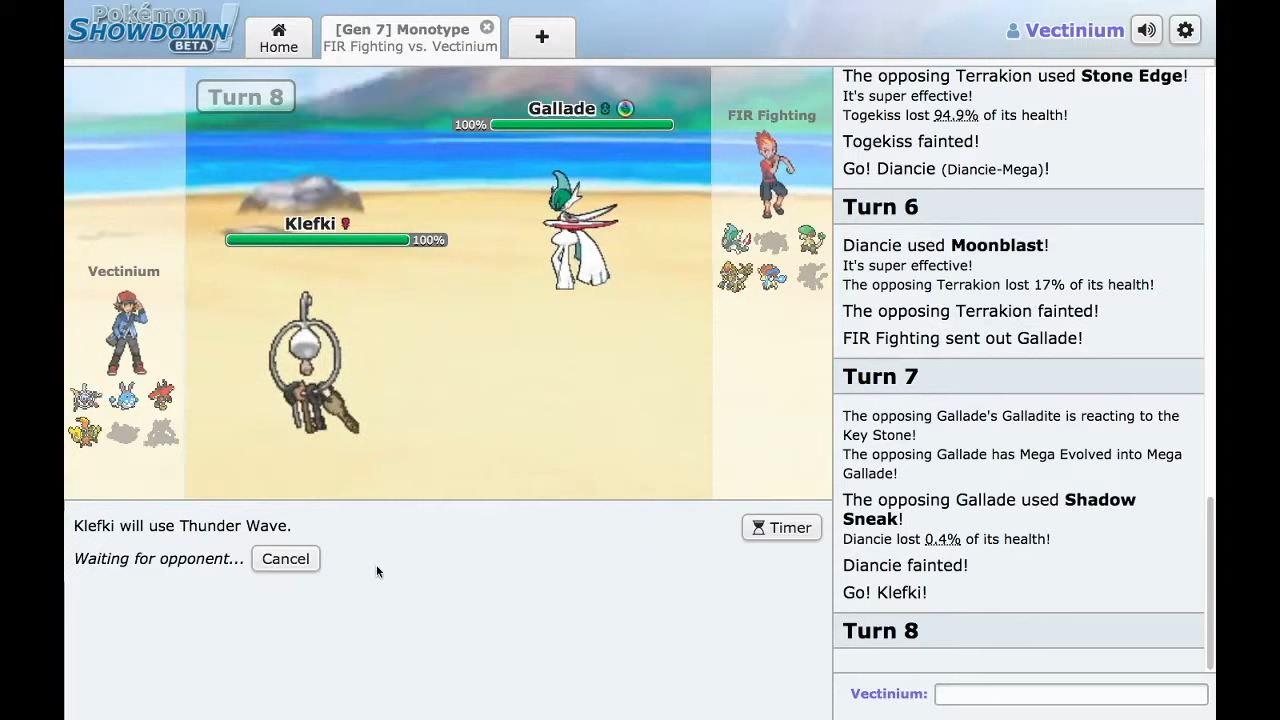 Pokémon
SHOWDOWN!
BETA
Home
[Gen 7] Monotype
FIR Fighting vs. Vectinium
+
Vectinium
Turn 8
Gallade
100%
Klefki
100%
Vectinium
FIR Fighting
Klefki will use Thunder Wave.
Waiting for opponent... Cancel
Timer
The opposing Terrakion used Stone Edge!
It's super effective!
Togekiss lost 94.9% of its health!
Togekiss fainted!
Go! Diancie (Diancie-Mega)!
Turn 6
Diancie used Moonblast!
It's super effective!
The opposing Terrakion lost 17% of its health!
The opposing Terrakion fainted!
FIR Fighting sent out Gallade!
Turn 7
The opposing Gallade's Galladite is reacting to the
Key Stone!
The opposing Gallade has Mega Evolved into Mega
Gallade!
The opposing Gallade used Shadow
Sneak!
Diancie lost 0.4% of its health!
Diancie fainted!
Go! Klefki!
Turn 8
Vectinium: